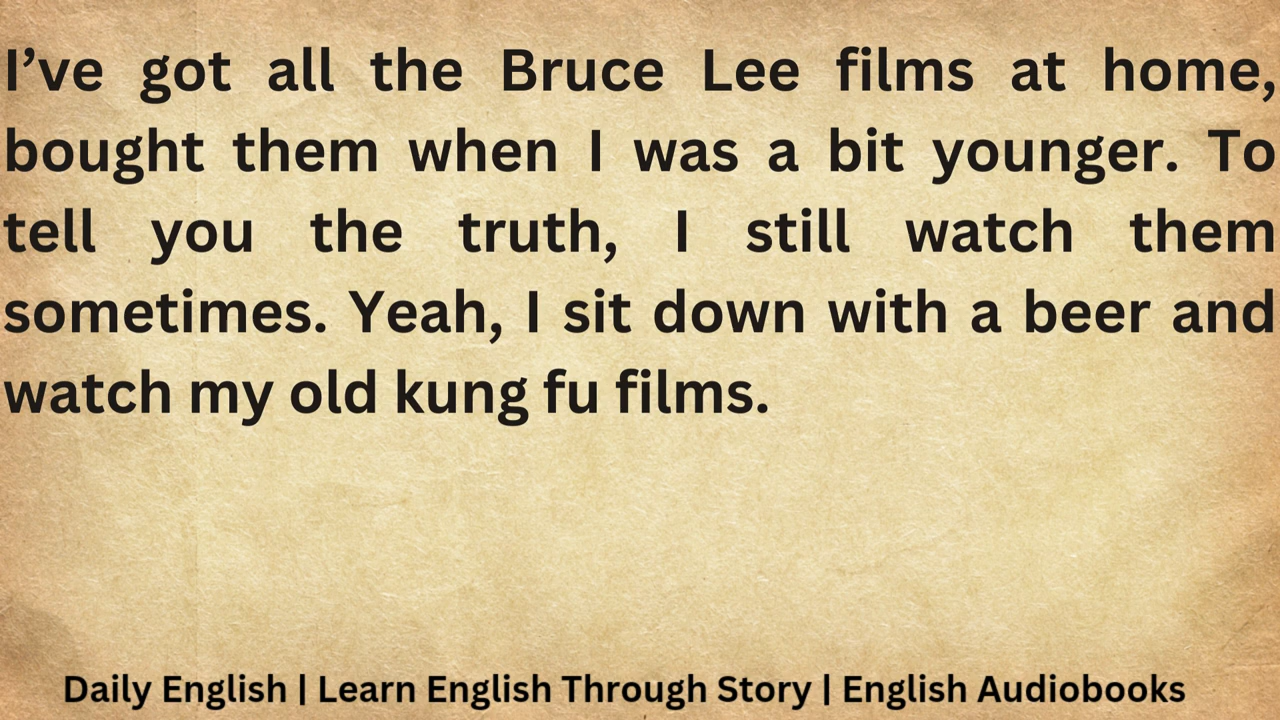 I’ve got all the Bruce Lee films at home,
bought them when I was a bit younger. To
tell you the truth, I still watch them
sometimes. Yeah, I sit down with a beer and
watch my old kung fu films.
Daily English | Learn English Through Story | English Audiobooks